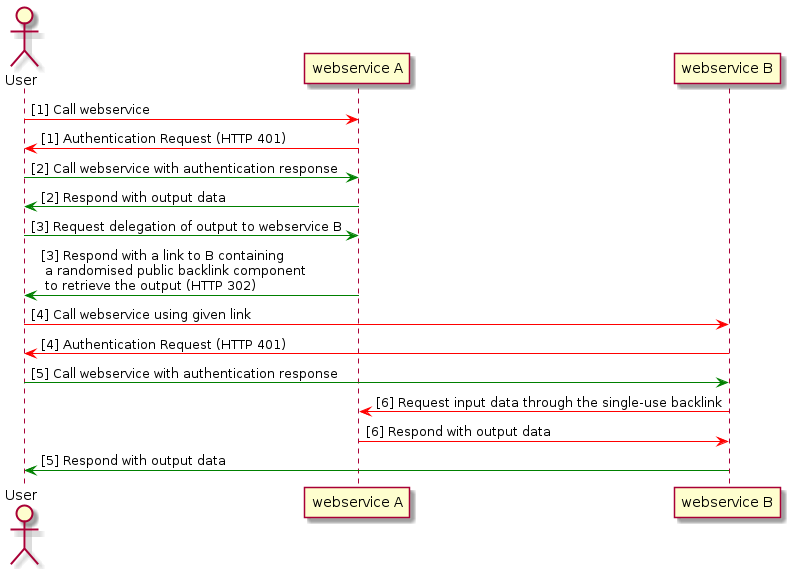 User
webservice A
webservice B
[1] Call webservice
[1] Authentication Request (HTTP 401)
[2] Call webservice with authentication response
[2] Respond with output data
[3] Request delegation of output to webservice B
[3] Respond with a link to B containing
a randomised public backlink component
to retrieve the output (HTTP 302)
[4] Call webservice using given link
[4] Authentication Request (HTTP 401)
[5] Call webservice with authentication response
[6] Request input data through the single-use backlink
[6] Respond with output data
[5] Respond with output data
User
webservice A
webservice B